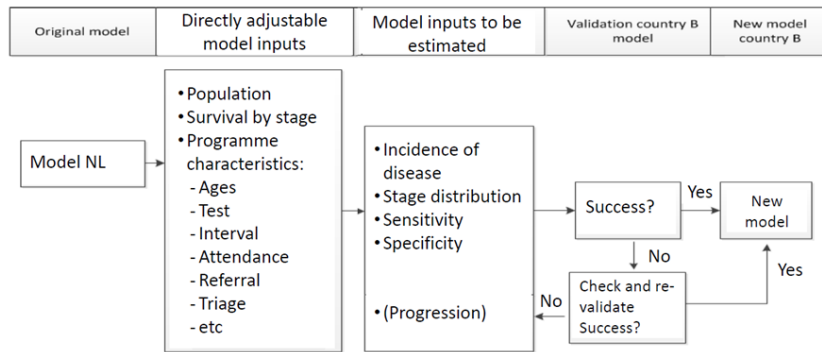 Original model
Directly adjustable
model inputs
Model inputs to be
estimated
Validation country B
model
New model
country B
Model NL
• Population
• Survival by stage
• Programme
characteristics:
- Ages
- Test
- Interval
- Attendance
- Referral
- Triage
- etc
• Incidence of
disease
• Stage distribution
• Sensitivity
• Specificity
• (Progression)
Success?
Yes
New
model
No
Check and re-
validate
Success?
No
Yes